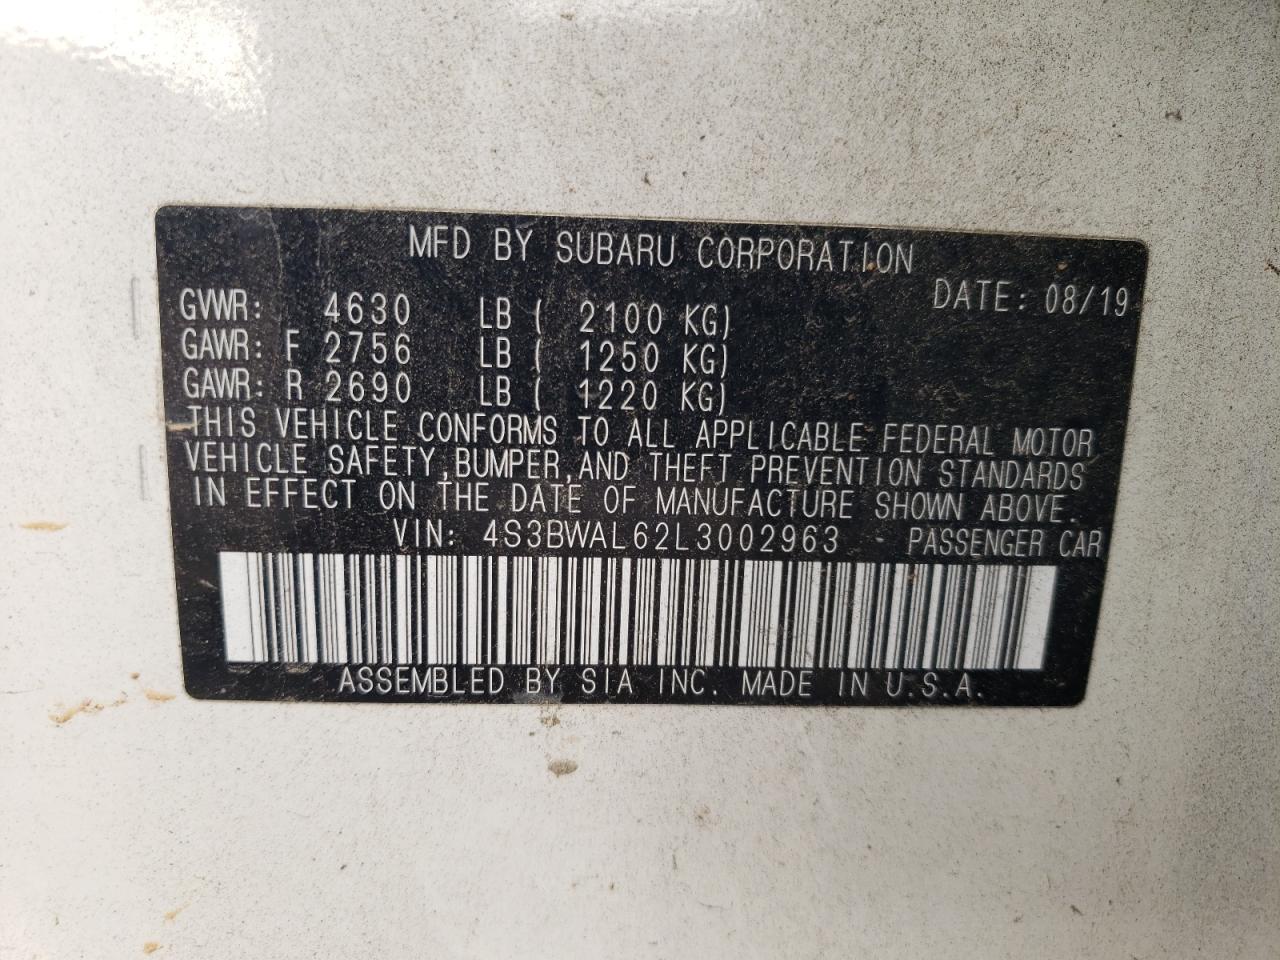 MFD BY SUBARU CORPORATION
DATE: 08/19
GVWR: 4630 LB ( 2100 KG)
GAWR: F 2756 LB ( 1250 KG)
GAWR: R 2690 LB ( 1220 KG)
THIS VEHICLE CONFORMS TO ALL APPLICABLE FEDERAL MOTOR
VEHICLE SAFETY, BUMPER, AND THEFT PREVENTION STANDARDS
IN EFFECT ON THE DATE OF MANUFACTURE SHOWN ABOVE.
VIN: 4S3BWAL62L3002963 - PASSENGER CAR
ASSEMBLED BY SIA INC. MADE IN U.S.A.